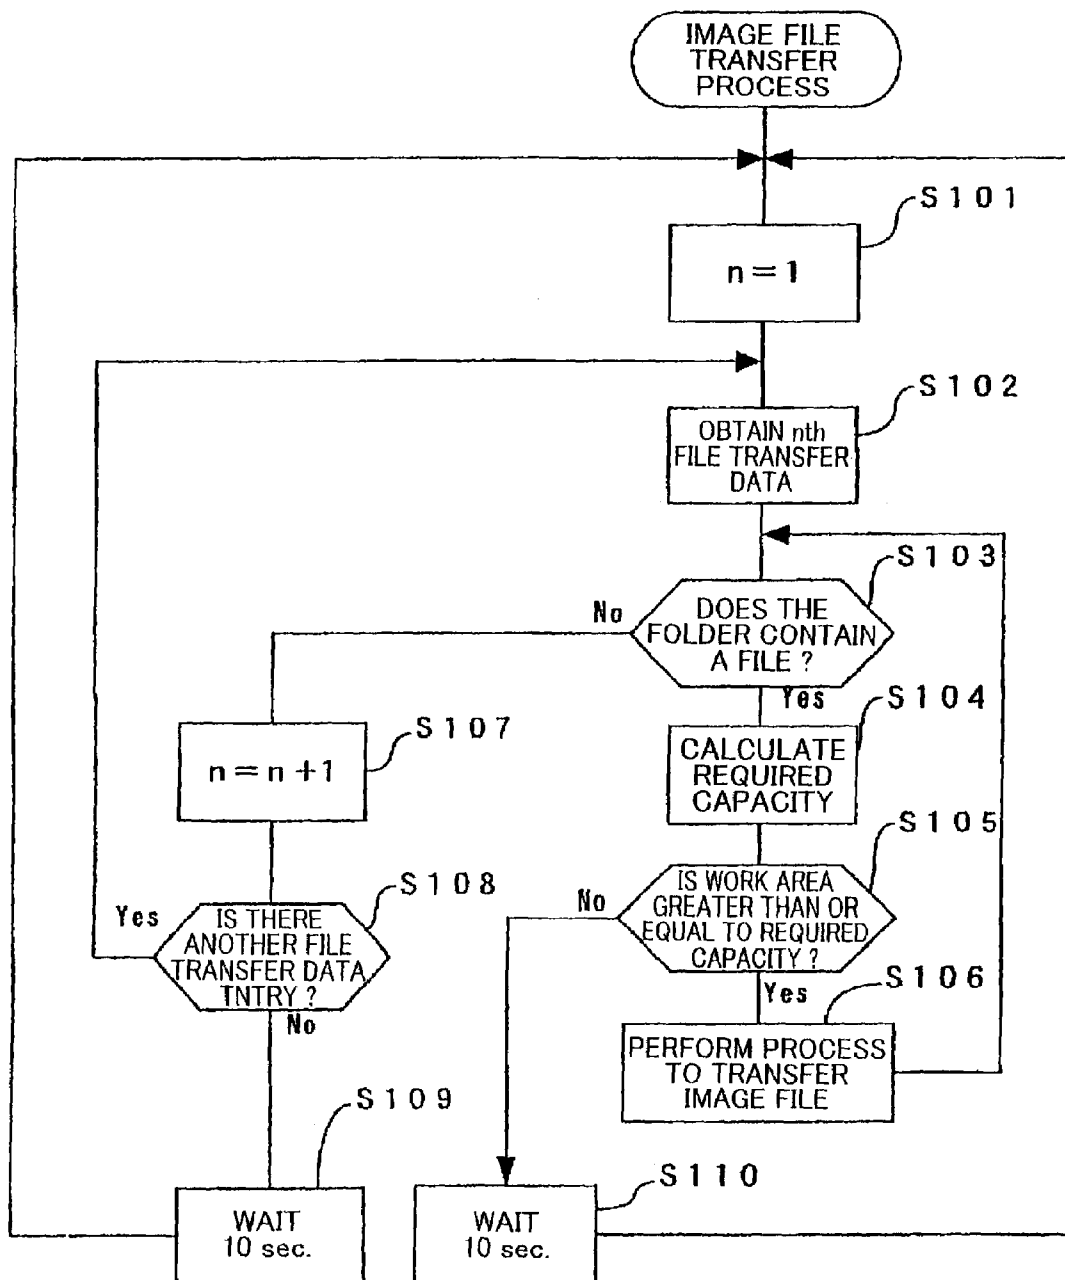 IMAGE FILE
TRANSFER
PROCESS
S101
n=1
S102
OBTAIN nth
FILE TRANSFER
DATA
S103
No
DOES THE
FOLDER CONTAIN
A FILE ?
Yes
S104
CALCULATE
REQUIRED
CAPACITY
S107
n=n+1
S105
No
IS WORK AREA
GREATER THAN OR
EQUAL TO REQUIRED
CAPACITY ?
Yes
S108
Yes
IS THERE
ANOTHER FILE
TRANSFER DATA
TNTRY ?
No
S106
PERFORM PROCESS
TO TRANSFER
IMAGE FILE
S109
WAIT
10 sec.
S110
WAIT
10 sec.